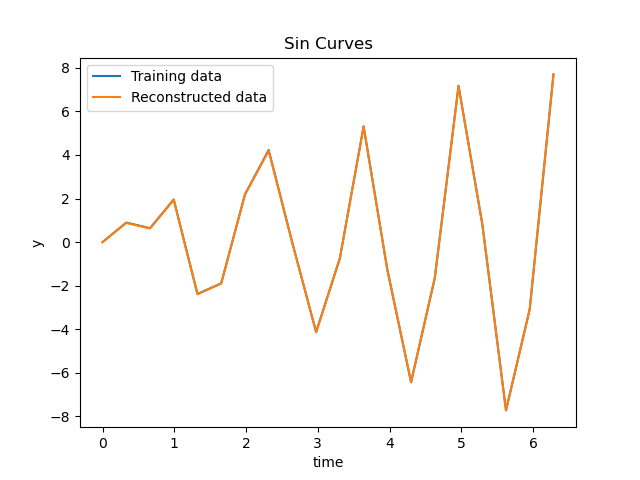 Sin Curves
Training data
Reconstructed data
8
6
4
2
0
−2
−4
−6
−8
y
0 1 2 3 4 5 6
time